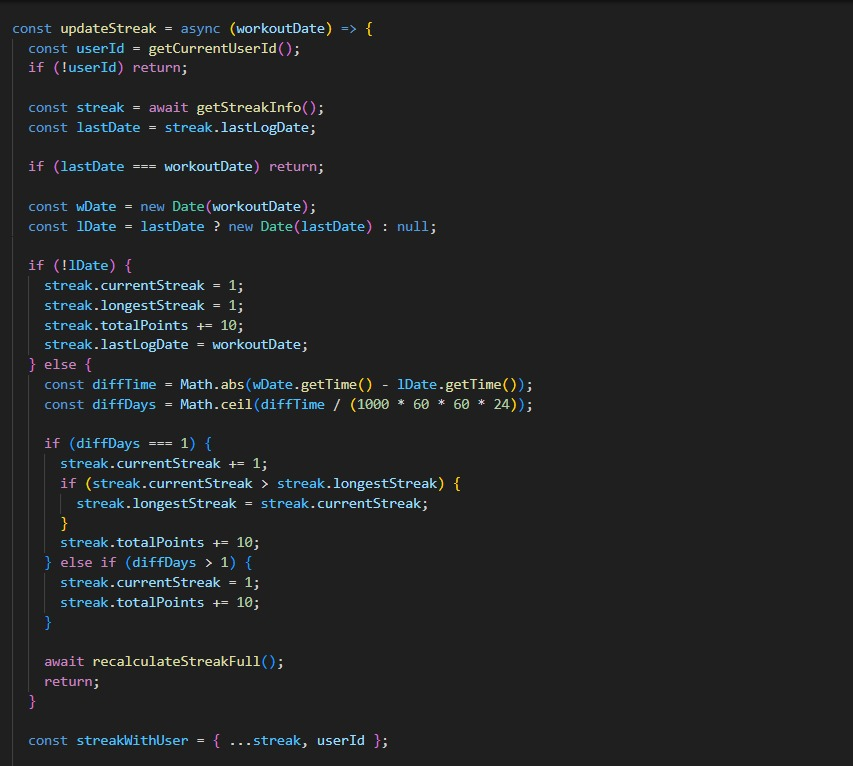 const updateStreak = async (workoutDate) => {
  const userId = getCurrentUserId();
  if (!userId) return;

  const streak = await getStreakInfo();
  const lastDate = streak.lastLogDate;

  if (lastDate === workoutDate) return;

  const wDate = new Date(workoutDate);
  const lDate = lastDate ? new Date(lastDate) : null;

  if (!lDate) {
    streak.currentStreak = 1;
    streak.longestStreak = 1;
    streak.totalPoints += 10;
    streak.lastLogDate = workoutDate;
  } else {
    const diffTime = Math.abs(wDate.getTime() - lDate.getTime());
    const diffDays = Math.ceil(diffTime / (1000 * 60 * 60 * 24));

    if (diffDays === 1) {
      streak.currentStreak += 1;
      if (streak.currentStreak > streak.longestStreak) {
        streak.longestStreak = streak.currentStreak;
      }
      streak.totalPoints += 10;
    } else if (diffDays > 1) {
      streak.currentStreak = 1;
      streak.totalPoints += 10;
    }

    await recalculateStreakFull();
    return;
  }

  const streakWithUser = { ...streak, userId };